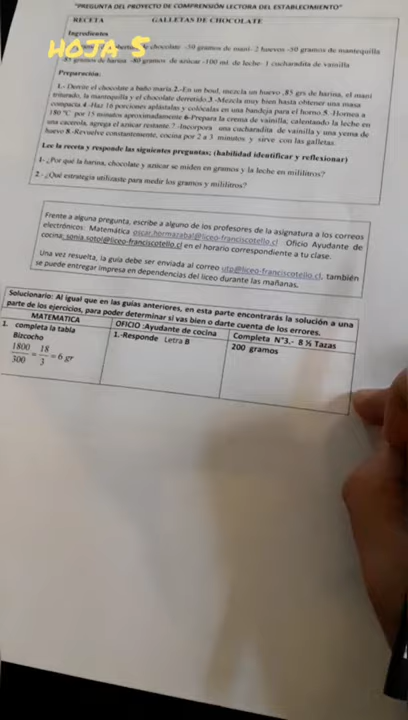 "PREGUNTA DEL PROYECTO DE COMPRENSIÓN LECTORA DEL ESTABLECIMIENTO"
RECETA GALLETAS DE CHOCOLATE
Ingredientes
HOJA 5
chocolate -50 gramos de maní- 2 huevos -50 gramos de mantequilla
-85 gramos de harina -80 gramos de azúcar -100 ml. de leche- 1 cucharadita de vainilla
Preparación:
1.- Derrite el chocolate a baño maría.2.-En un boul, mezcla un huevo ,85 grs de harina, el maní
triturado, la mantequilla y el chocolate derretido.3 -Mezcla muy bien hasta obtener una masa
compacta.4 -Haz 16 porciones aplástalas y colócalas en una bandeja para el horno.5. Hornea a
180 °C por 15 minutos aproximadamente 6-Prepara la crema de vainilla, calentando la leche en
una cacerola, agrega el azúcar restante.7.-Incorpora una cucharadita de vainilla y una yema de
huevo 8.-Revuelve constantemente, cocina por 2 a 3 minutos y sirve con las galletas.
Lee la receta y responde las siguientes preguntas; (habilidad identificar y reflexionar)
1- ¿Por qué la harina, chocolate y azúcar se miden en gramos y la leche en mililitros?
2.- ¿Qué estrategia utilizaste para medir los gramos y mililitros?
Frente a alguna pregunta, escribe a alguno de los profesores de la asignatura a los correos
electrónicos: Matemática oscar.hormazabal@liceo-franciscotello.cl Oficio Ayudante de
cocina: sonia.soto@liceo-franciscotello.cl en el horario correspondiente a tu clase.
Una vez resuelta, la guía debe ser enviada al correo utp@liceo-franciscotello.cl, también
se puede entregar impresa en dependencias del liceo durante las mañanas.
Solucionario: Al igual que en las guías anteriores, en esta parte encontrarás la solución a una
parte de los ejercicios, para poder determinar si vas bien o darte cuenta de los errores.
MATEMATICA OFICIO :Ayudante de cocina Completa N°3.- 8 ½ Tazas
1. completa la tabla 1.-Responde Letra B 200 gramos
Bizcocho
1800/300 = 18/3 = 6 gr